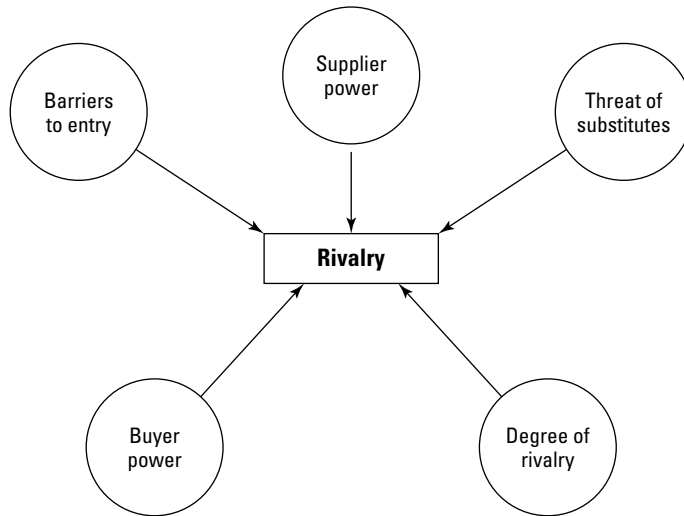 Barriers
to entry
Supplier
power
Threat of
substitutes
Rivalry
Buyer
power
Degree of
rivalry